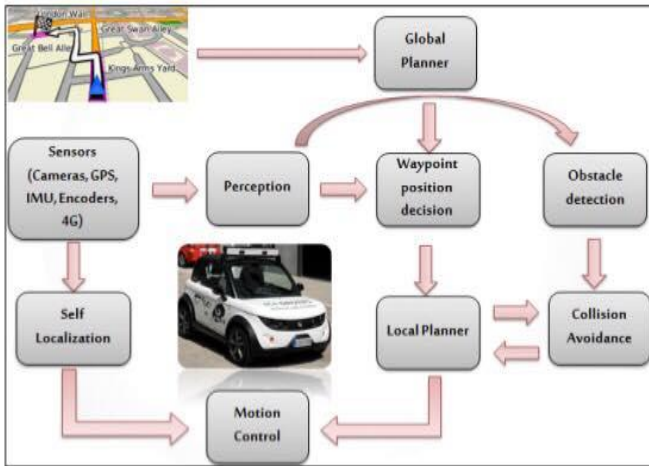 London Wall
Great Swan Alley
Great Bell Alle
Kings Arms Yard
Global
Planner
Sensors
(Cameras, GPS,
IMU, Encoders,
4G)
Perception
Waypoint
position
decision
Obstacle
detection
Self
Localization
Local Planner
Collision
Avoidance
Motion
Control